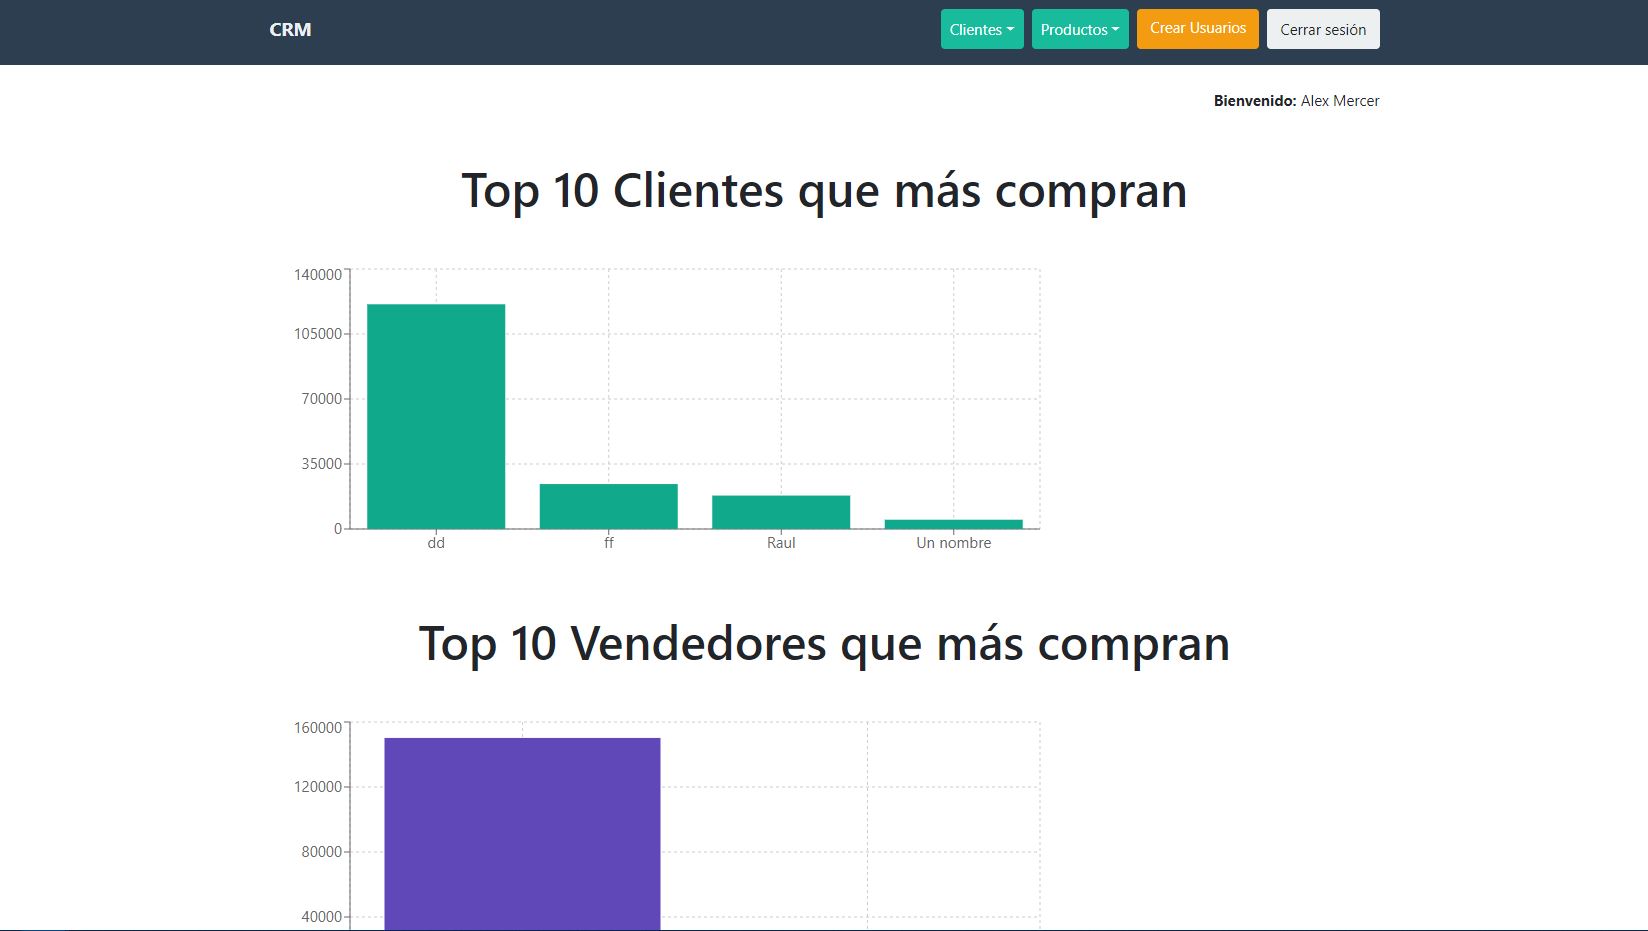 CRM Clientes Productos Crear Usuarios Cerrar sesión
Bienvenido: Alex Mercer
Top 10 Clientes que más compran
140000
105000
70000
35000
0
dd ff Raul Un nombre
Top 10 Vendedores que más compran
160000
120000
80000
40000